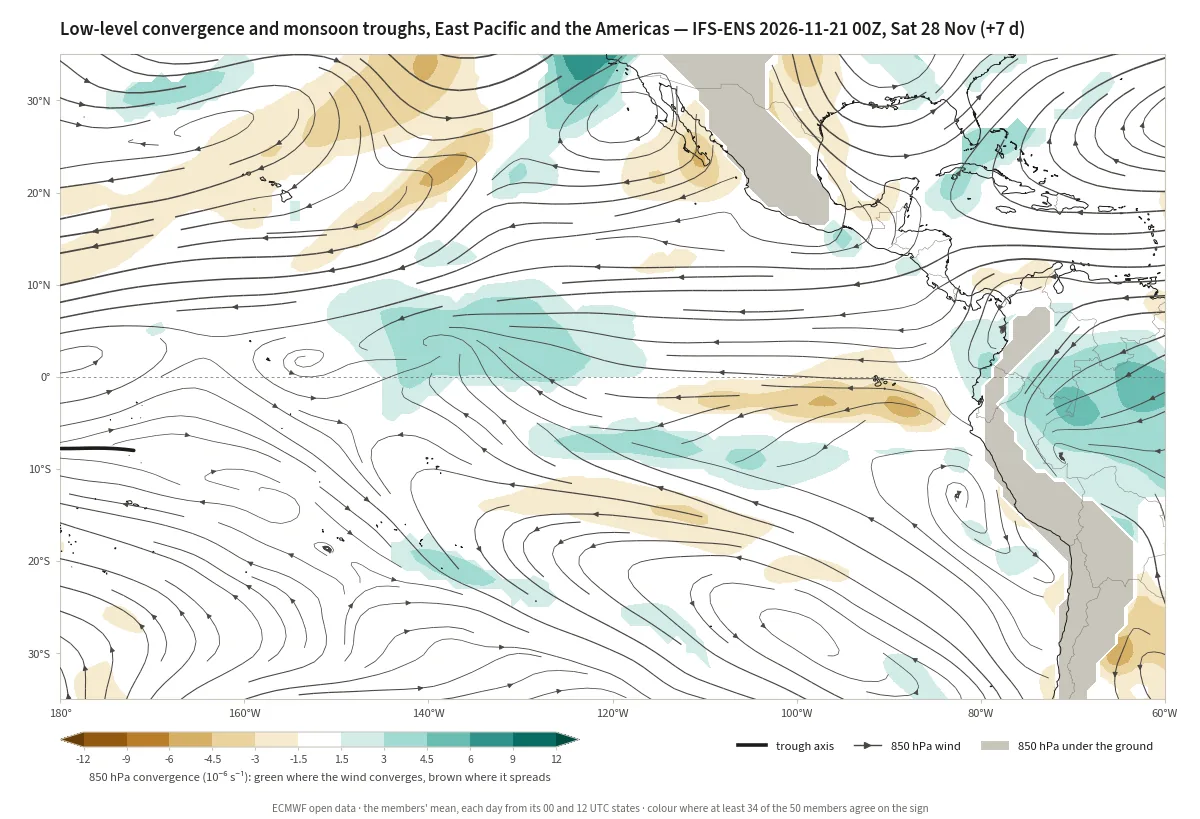 Low-level convergence and monsoon troughs, East Pacific and the Americas — IFS-ENS 2026-11-21 00Z, Sat 28 Nov (+7 d)
30°N
20°N
10°N
0°
10°S
20°S
30°S
180° 160°W 140°W 120°W 100°W 80°W 60°W
-12 -9 -6 -4.5 -3 -1.5 1.5 3 4.5 6 9 12
850 hPa convergence (10⁻⁶ s⁻¹): green where the wind converges, brown where it spreads
trough axis 850 hPa wind 850 hPa under the ground
ECMWF open data · the members' mean, each day from its 00 and 12 UTC states · colour where at least 34 of the 50 members agree on the sign